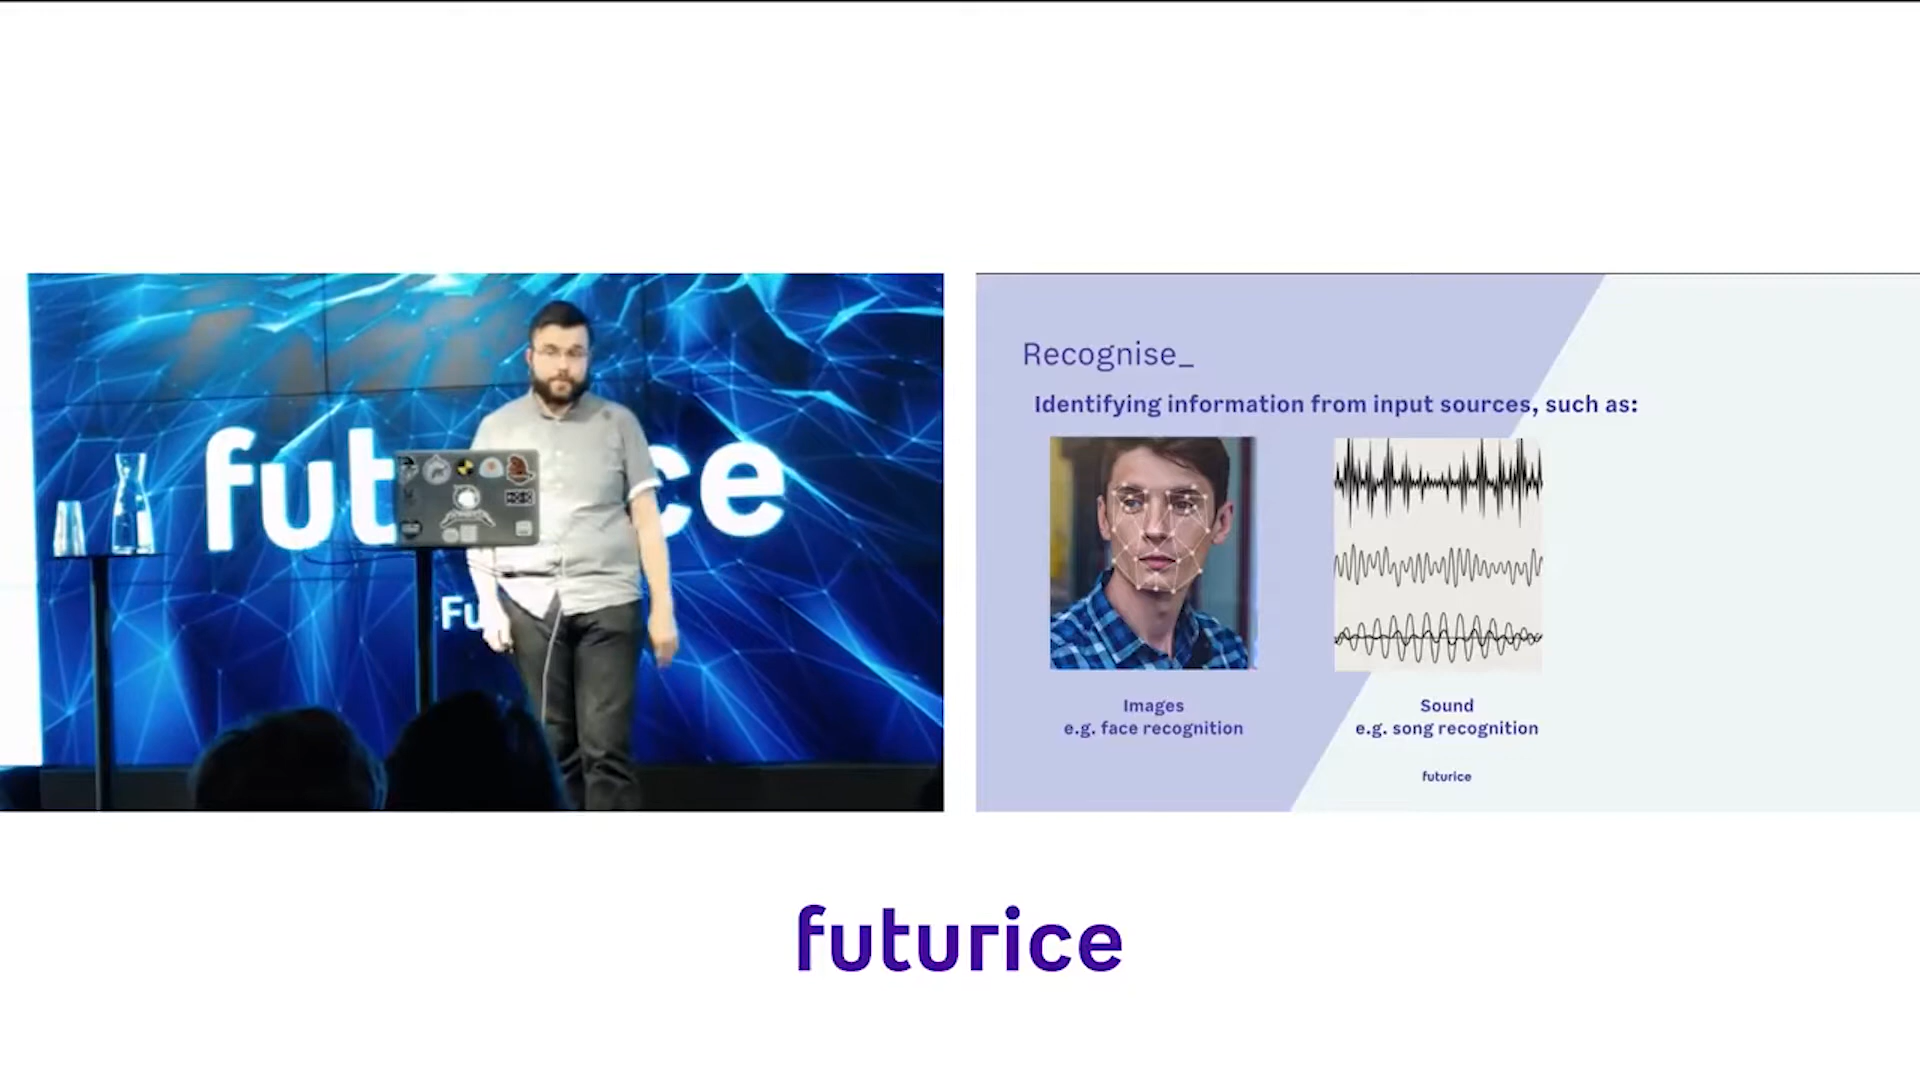 futurice
Fu
Recognise_
Identifying information from input sources, such as:
Images
e.g. face recognition
Sound
e.g. song recognition
futurice
futurice